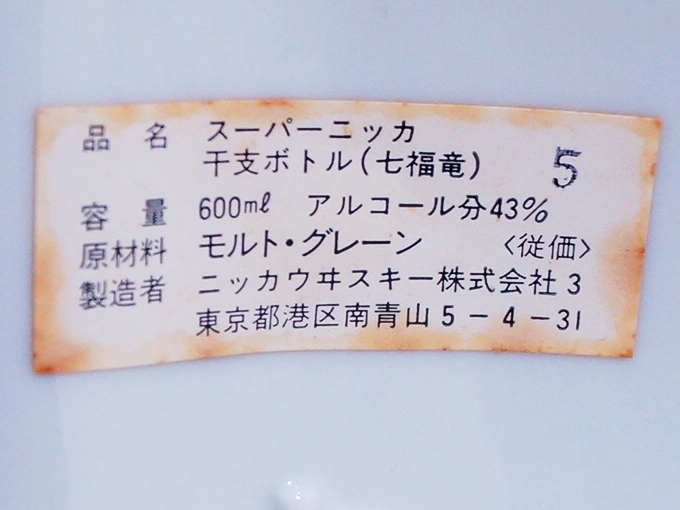 品名 スーパーニッカ
干支ボトル(七福竜) 5
容量 600ml アルコール分43%
原材料 モルト・グレーン <従価>
製造者 ニッカウヰスキー株式会社3
東京都港区南青山5-4-31